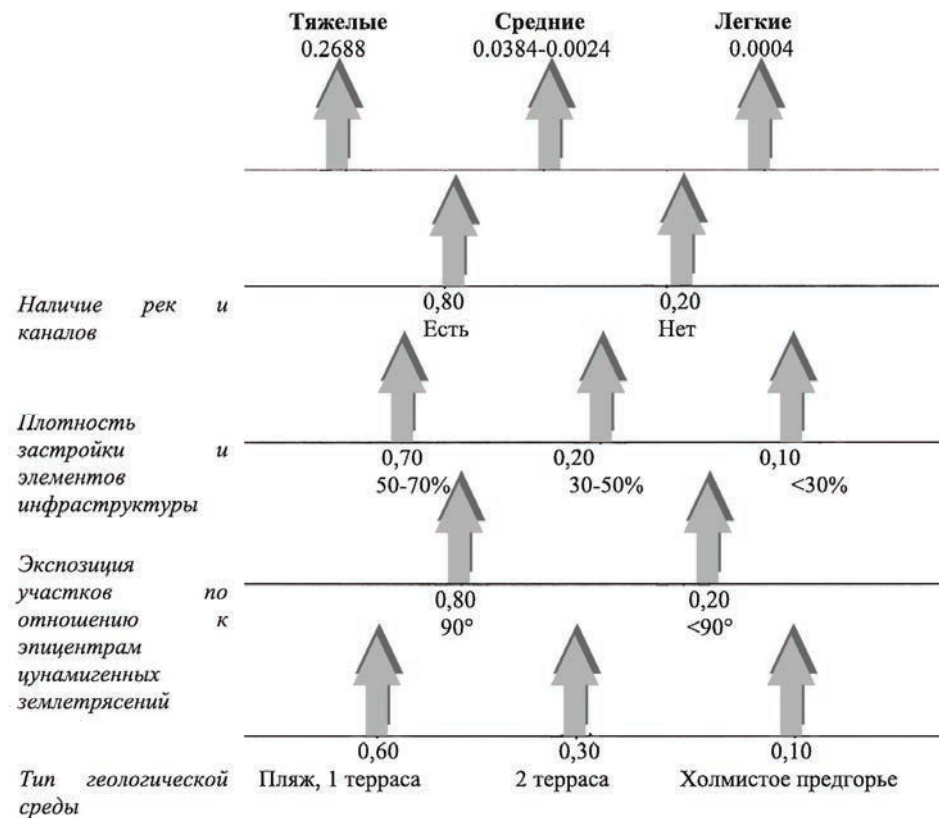 Тяжелые Средние Легкие
0.2688 0.0384-0.0024 0.0004
Наличие рек и
каналов
0,80 0,20
Есть Нет
Плотность
застройки и
элементов
инфраструктуры
0,70 0,20 0,10
50-70% 30-50% <30%
Экспозиция
участков по
отношению к
эпицентрам
цунамигенных
землетрясений
0,80 0,20
90° <90°
Тип геологической
среды
0,60 0,30 0,10
Пляж, 1 терраса 2 терраса Холмистое предгорье